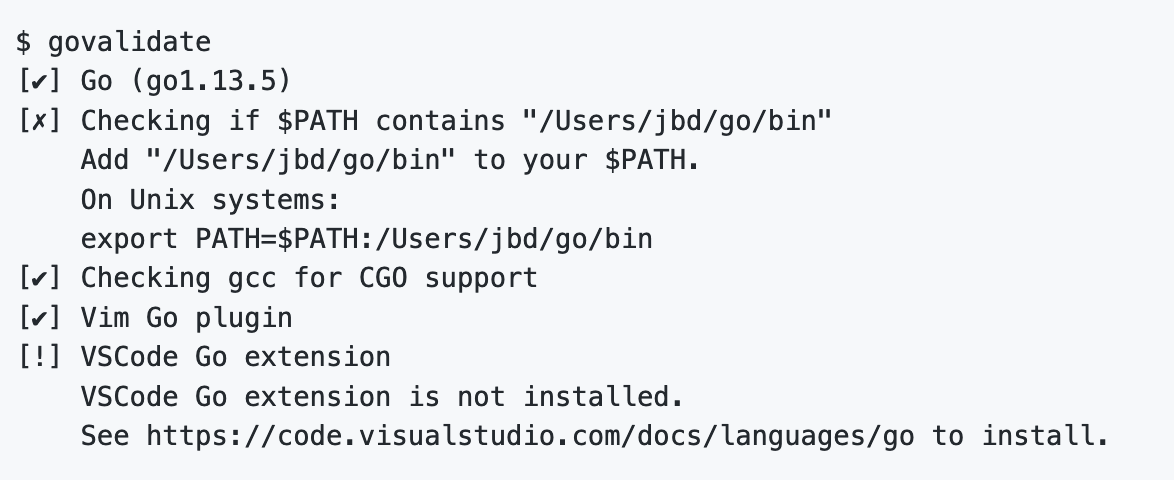 $ govalidate
[✔] Go (go1.13.5)
[✗] Checking if $PATH contains "/Users/jbd/go/bin"
    Add "/Users/jbd/go/bin" to your $PATH.
    On Unix systems:
    export PATH=$PATH:/Users/jbd/go/bin
[✔] Checking gcc for CGO support
[✔] Vim Go plugin
[!] VSCode Go extension
    VSCode Go extension is not installed.
    See https://code.visualstudio.com/docs/languages/go to install.